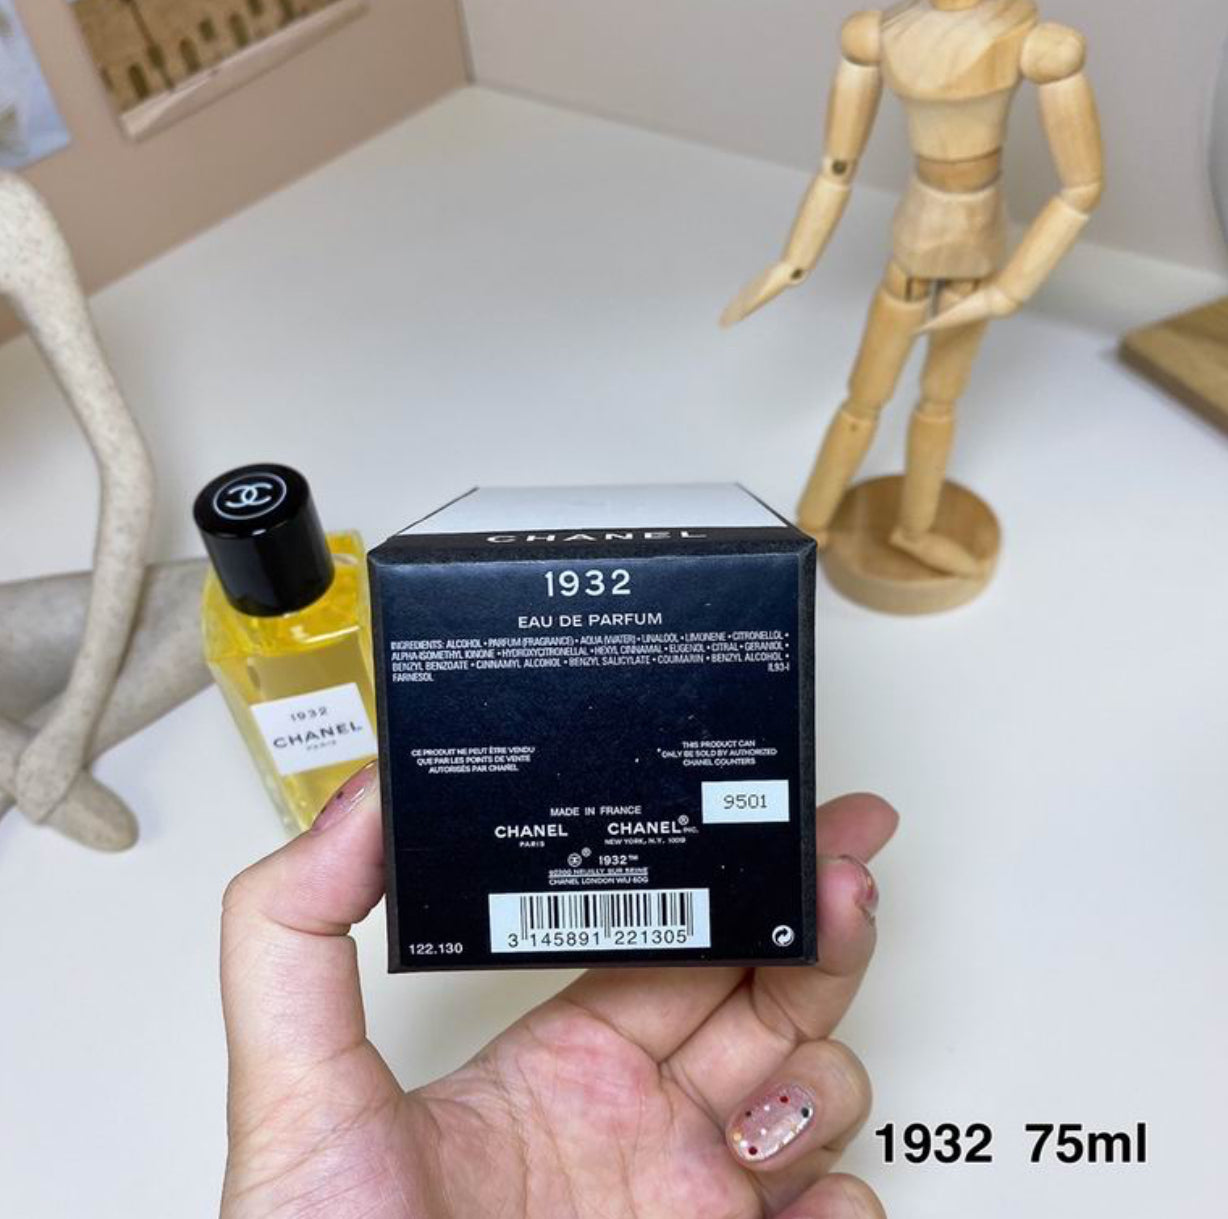 CHANEL
1932
EAU DE PARFUM
INGREDIENTS: ALCOHOL • PARFUM (FRAGRANCE) • AQUA (WATER) • LINALOOL • LIMONENE • CITRONELLOL •
ALPHA-ISOMETHYL IONONE • HYDROXYCITRONELLAL • HEXYL CINNAMAL • EUGENOL • CITRAL • GERANIOL •
BENZYL BENZOATE • CINNAMYL ALCOHOL • BENZYL SALICYLATE • COUMARIN • BENZYL ALCOHOL •
FARNESOL
IL93-I
CE PRODUIT NE PEUT ÊTRE VENDU
QUE PAR LES POINTS DE VENTE
AUTORISÉS PAR CHANEL
THIS PRODUCT CAN
ONLY BE SOLD BY AUTHORIZED
CHANEL COUNTERS
9501
MADE IN FRANCE
CHANEL
PARIS
CHANEL® INC.
NEW YORK, N.Y. 10019
® 1932™
92200 NEUILLY SUR SEINE
CHANEL LONDON W1J 6DG
3 145891 221305
122.130
1932
CHANEL
PARIS
1932 75ml